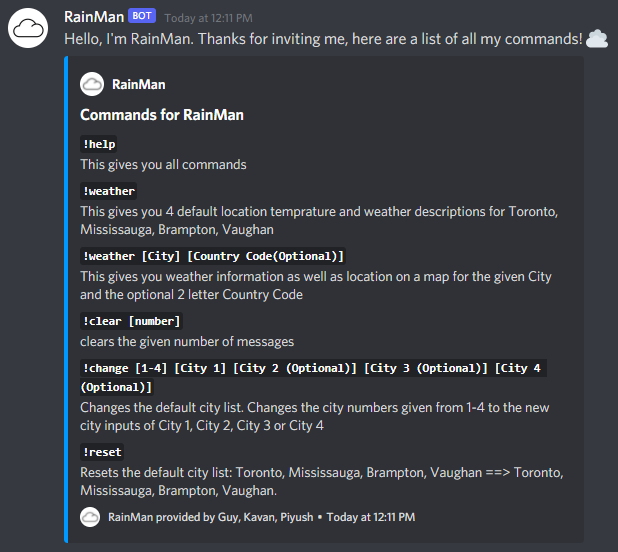 RainMan BOT Today at 12:11 PM
Hello, I'm RainMan. Thanks for inviting me, here are a list of all my commands!
RainMan
Commands for RainMan
!help
This gives you all commands
!weather
This gives you 4 default location temprature and weather descriptions for Toronto,
Mississauga, Brampton, Vaughan
!weather [City] [Country Code(Optional)]
This gives you weather information as well as location on a map for the given City
and the optional 2 letter Country Code
!clear [number]
clears the given number of messages
!change [1-4] [City 1] [City 2 (Optional)] [City 3 (Optional)] [City 4
(Optional)]
Changes the default city list. Changes the city numbers given from 1-4 to the new
city inputs of City 1, City 2, City 3 or City 4
!reset
Resets the default city list: Toronto, Mississauga, Brampton, Vaughan ==> Toronto,
Mississauga, Brampton, Vaughan.
RainMan provided by Guy, Kavan, Piyush • Today at 12:11 PM